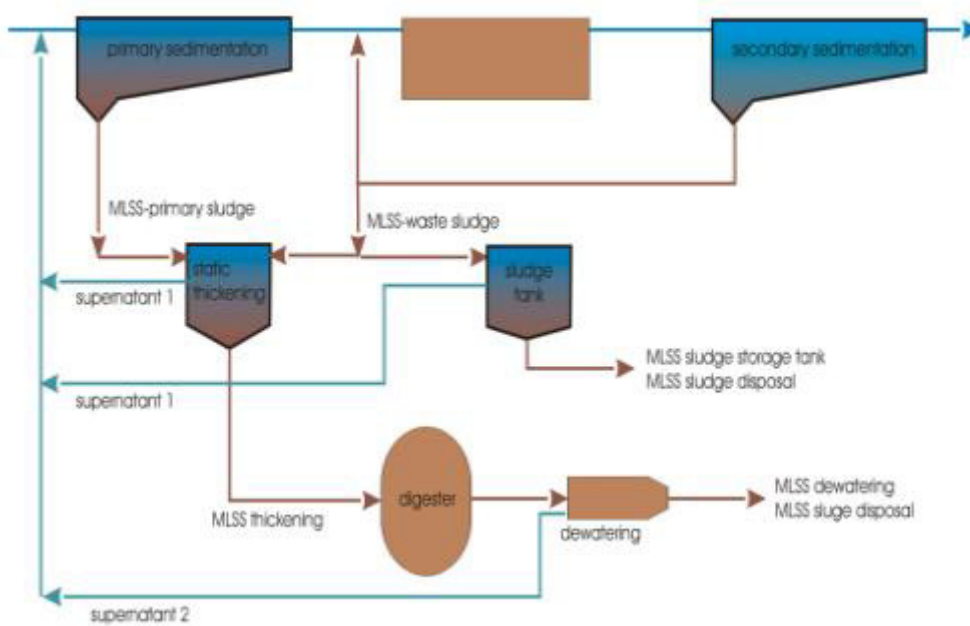 primary sedimentation
secondary sedimentation
MLSS-primary sludge
MLSS-waste sludge
static
thickening
sludge
tank
supernatant 1
MLSS sludge storage tank
MLSS sludge disposal
supernatant 1
digester
MLSS thickening
dewatering
MLSS dewatering
MLSS sluge disposal
supernatant 2